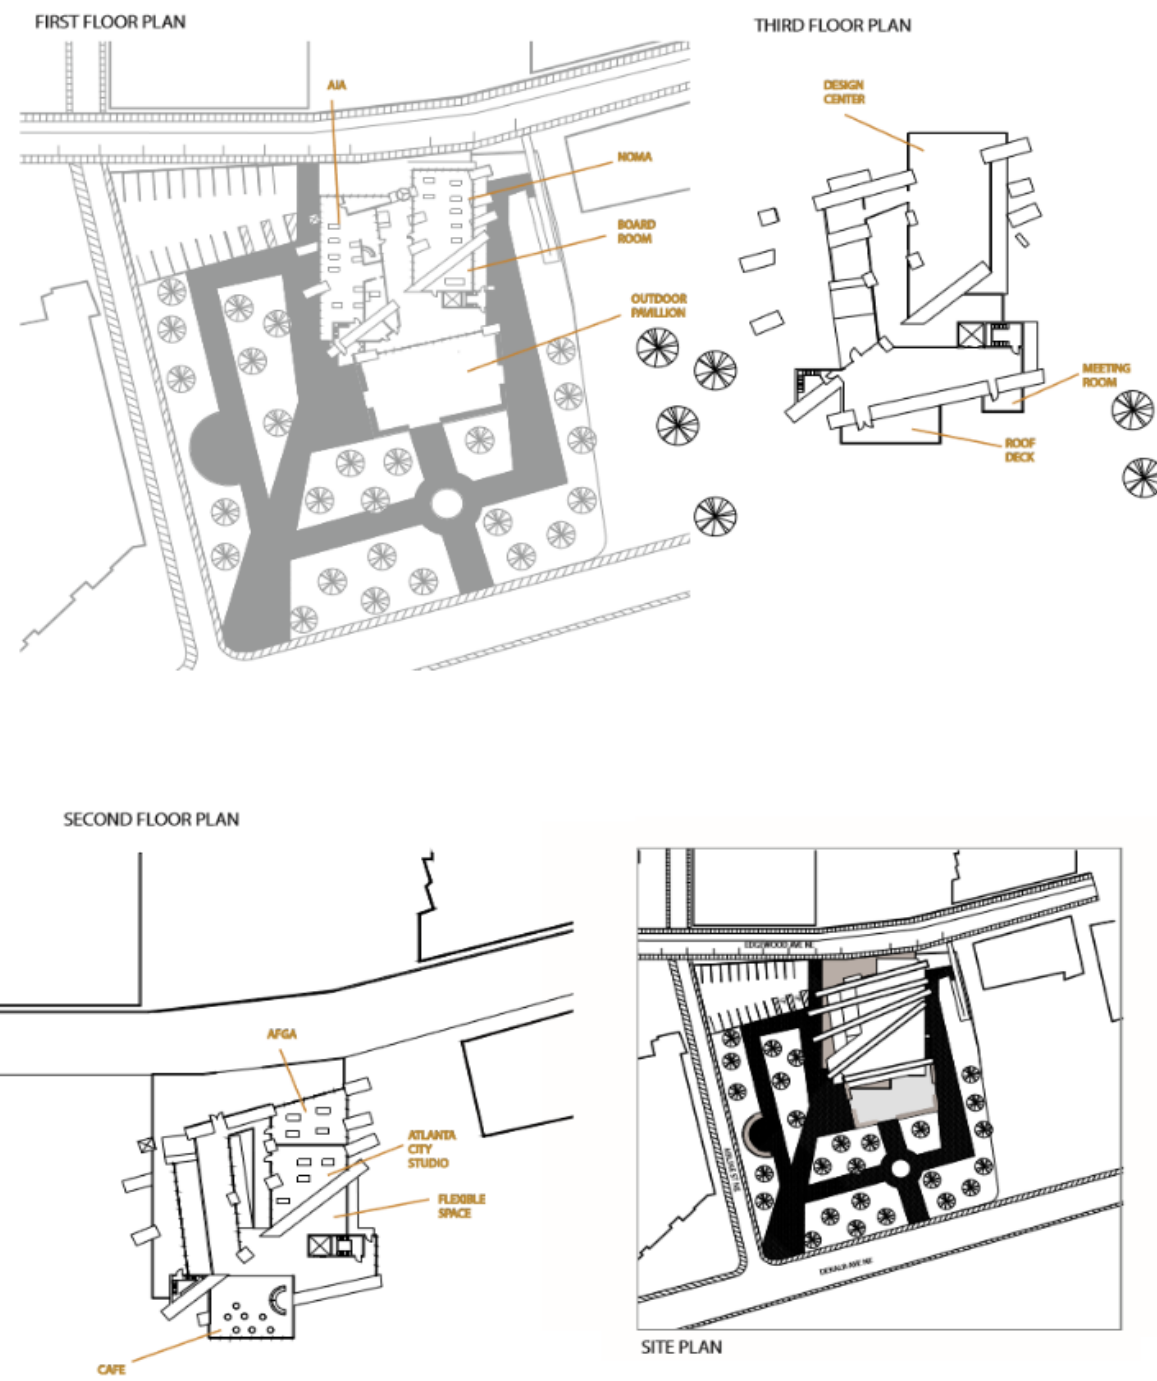 FIRST FLOOR PLAN
THIRD FLOOR PLAN
AIA
NOMA
BOARD
ROOM
OUTDOOR
PAVILLION
DESIGN
CENTER
MEETING
ROOM
ROOF
DECK
SECOND FLOOR PLAN
AFGA
ATLANTA
CITY
STUDIO
FLEXIBLE
SPACE
CAFE
EDGEWOOD AVE NE
DEKALB AVE NE
SITE PLAN